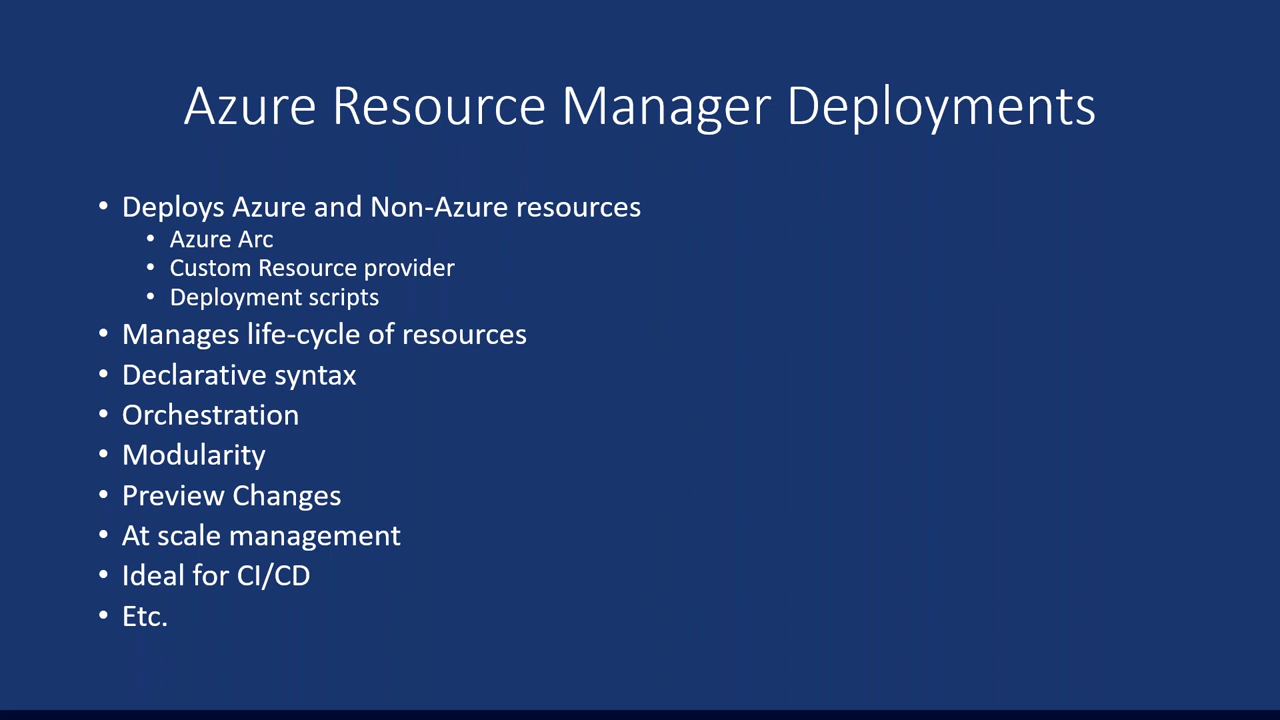 Azure Resource Manager Deployments
• Deploys Azure and Non-Azure resources
• Azure Arc
• Custom Resource provider
• Deployment scripts
• Manages life-cycle of resources
• Declarative syntax
• Orchestration
• Modularity
• Preview Changes
• At scale management
• Ideal for CI/CD
• Etc.